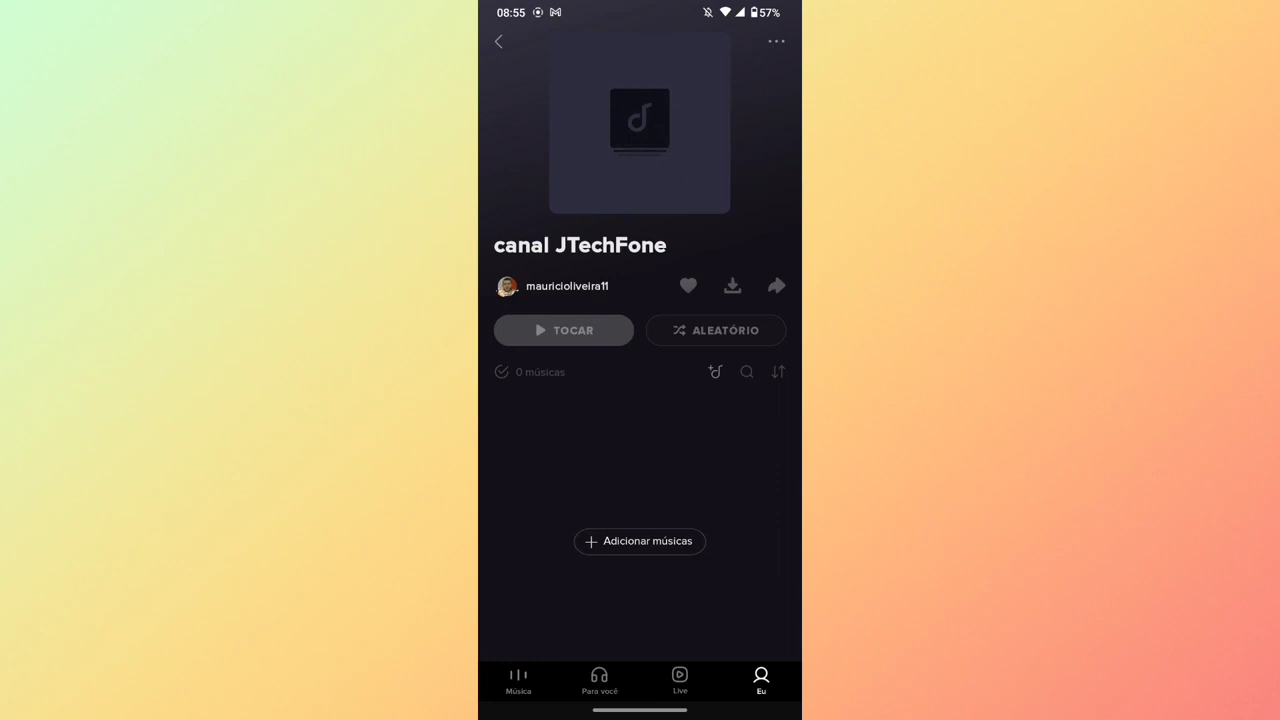 08:55
57%
canal JTechFone
mauricioliveira11
TOCAR
ALEATÓRIO
0 músicas
Adicionar músicas
Música
Para você
Live
Eu